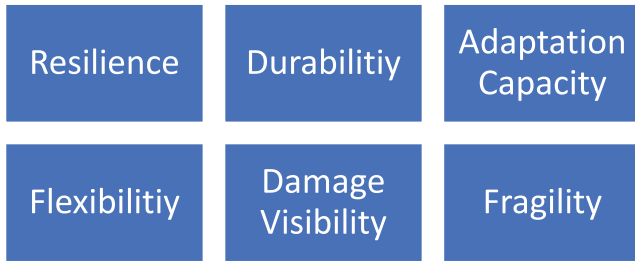 Resilience
Durabilitiy
Adaptation
Capacity
Flexibilitiy
Damage
Visibility
Fragility